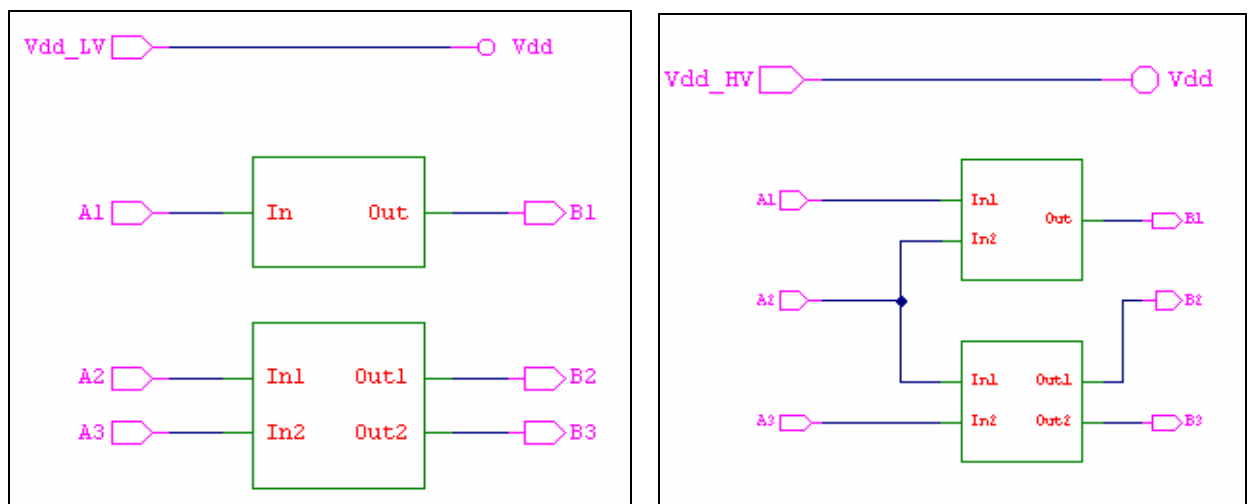 Vdd_LV Vdd
A1 In Out B1
A2 In1 Out1 B2
A3 In2 Out2 B3
Vdd_HV Vdd
A1 In1
Out B1
In2
A2 B2
In1 Out1
A3 In2 Out2 B3